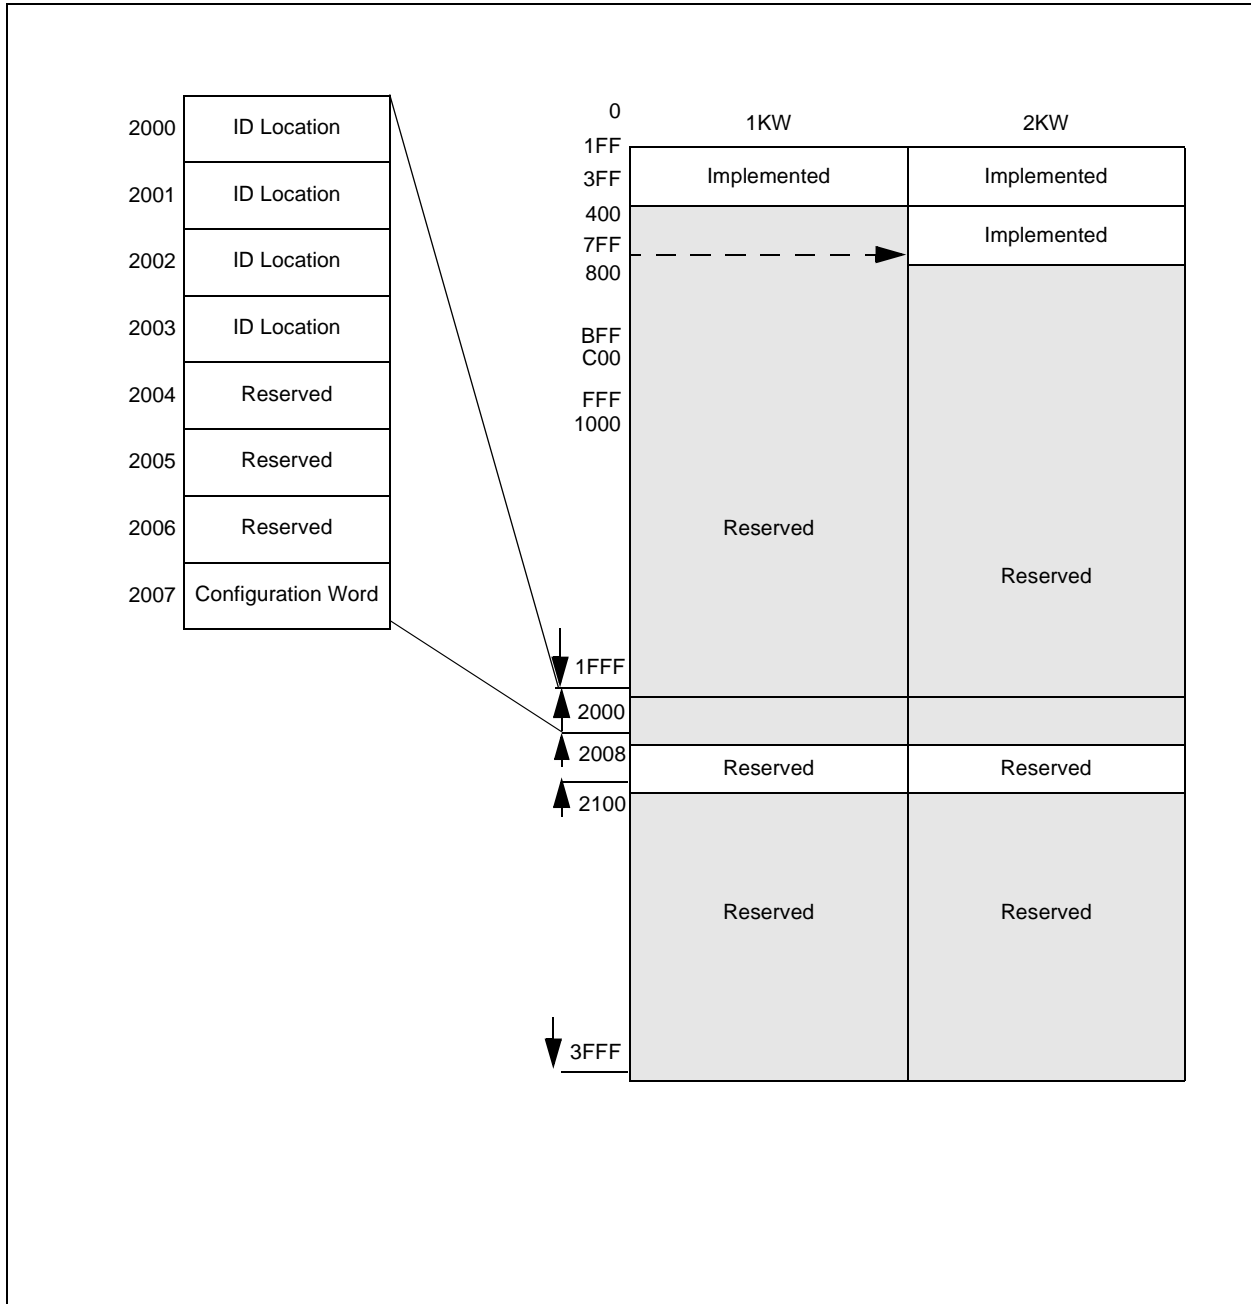 2000 ID Location
2001 ID Location
2002 ID Location
2003 ID Location
2004 Reserved
2005 Reserved
2006 Reserved
2007 Configuration Word
0 1KW 2KW
1FF
3FF Implemented Implemented
400
7FF Implemented
800
BFF
C00
FFF
1000
Reserved
Reserved
1FFF
2000
2008 Reserved Reserved
2100
Reserved Reserved
3FFF